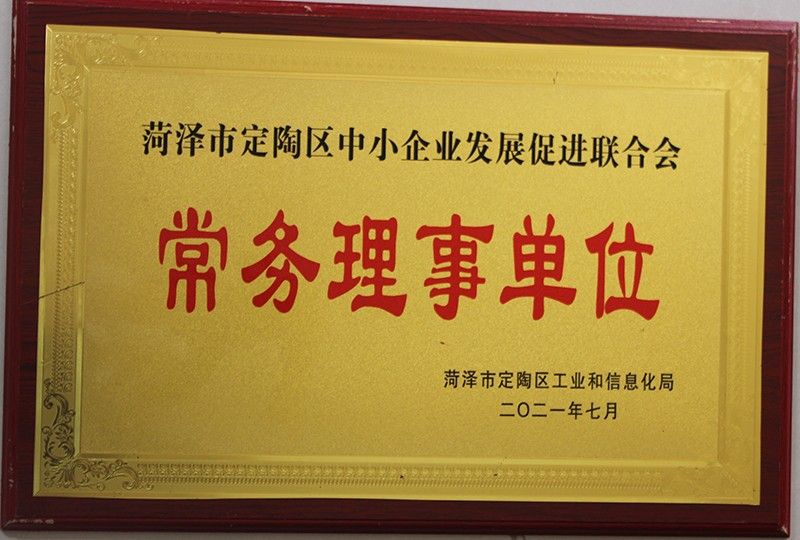 菏泽市定陶区中小企业发展促进联合会
常务理事单位
菏泽市定陶区工业和信息化局
二〇二一年七月